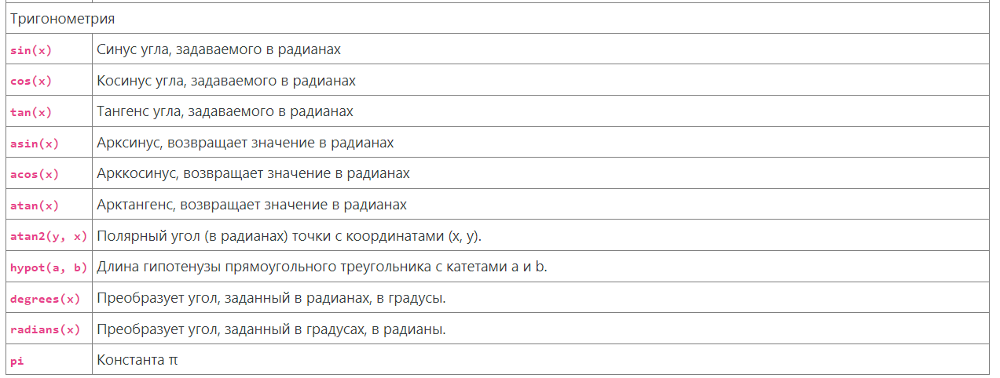 Тригонометрия
sin(x) Синус угла, задаваемого в радианах
cos(x) Косинус угла, задаваемого в радианах
tan(x) Тангенс угла, задаваемого в радианах
asin(x) Арксинус, возвращает значение в радианах
acos(x) Арккосинус, возвращает значение в радианах
atan(x) Арктангенс, возвращает значение в радианах
atan2(y, x) Полярный угол (в радианах) точки с координатами (x, y).
hypot(a, b) Длина гипотенузы прямоугольного треугольника с катетами a и b.
degrees(x) Преобразует угол, заданный в радианах, в градусы.
radians(x) Преобразует угол, заданный в градусах, в радианы.
pi Константа π